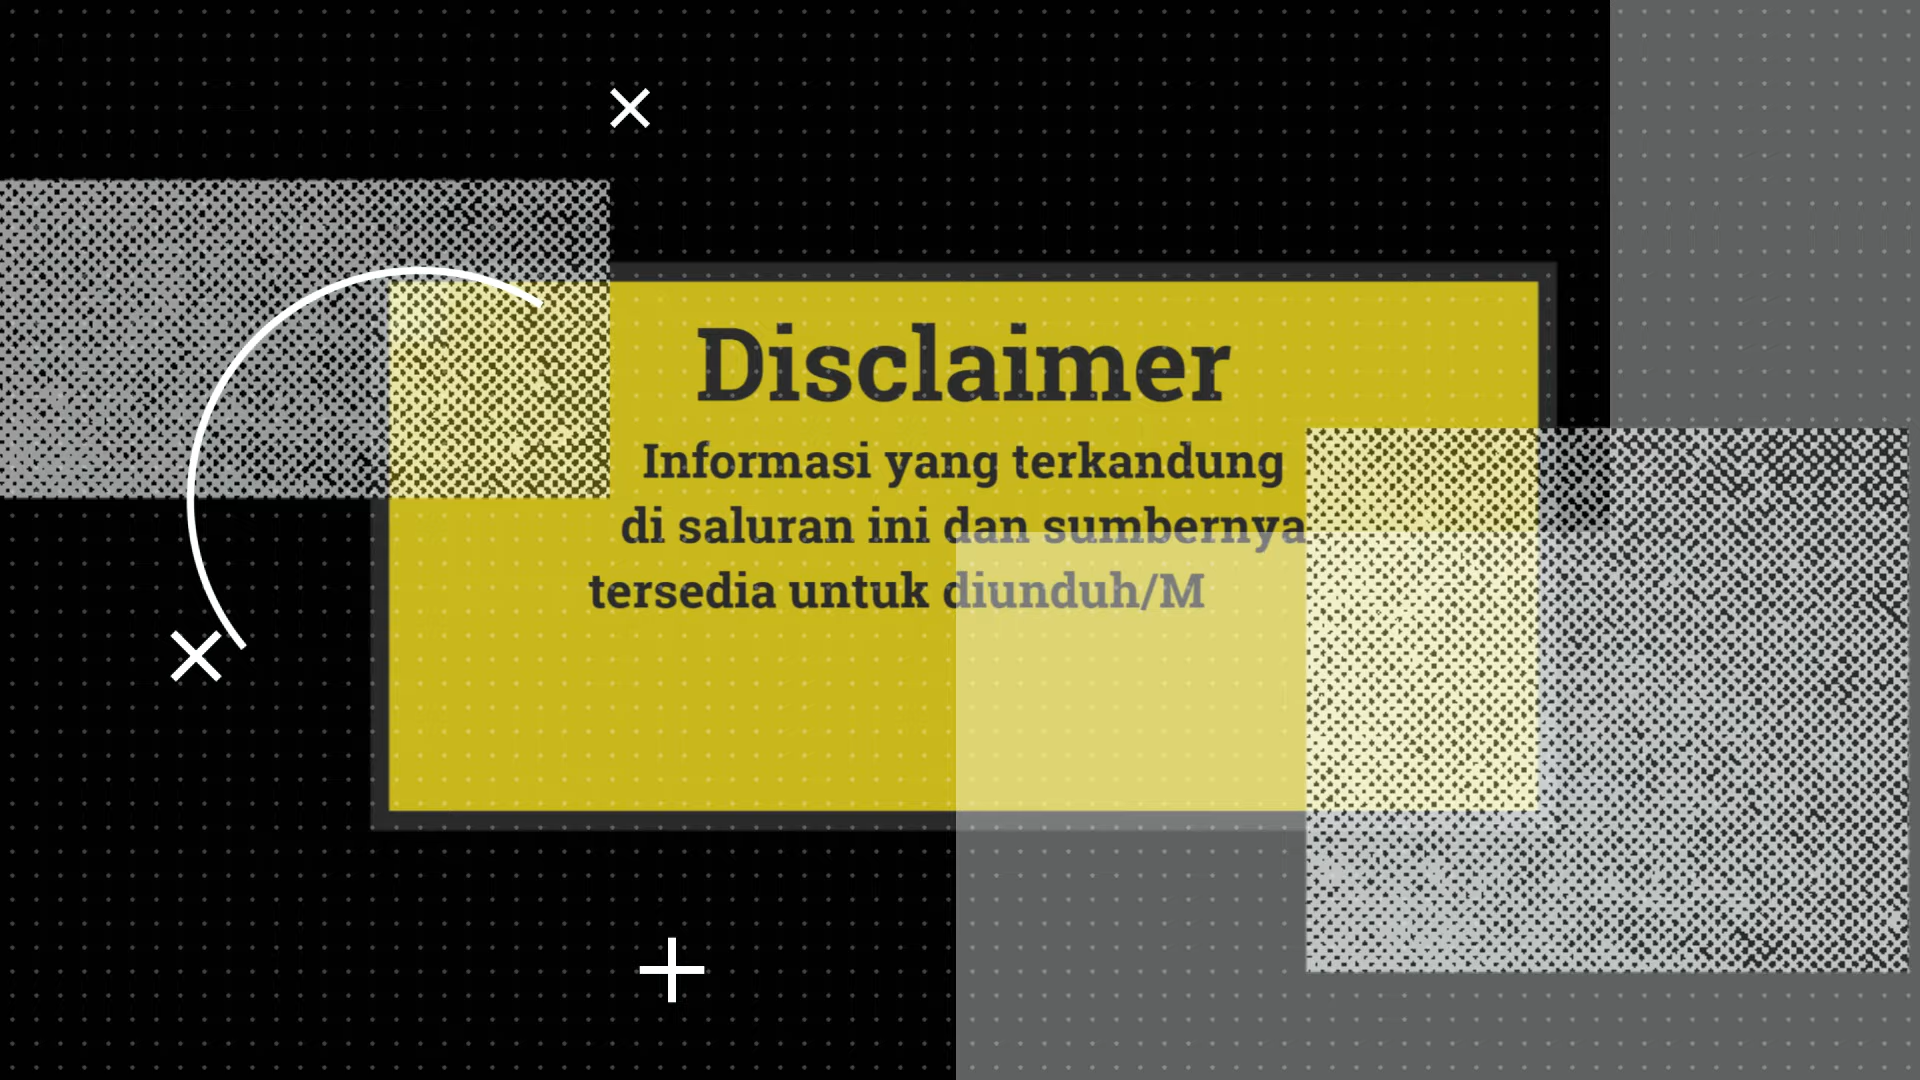 Disclaimer
Informasi yang terkandung
di saluran ini dan sumbernya
tersedia untuk diunduh/M